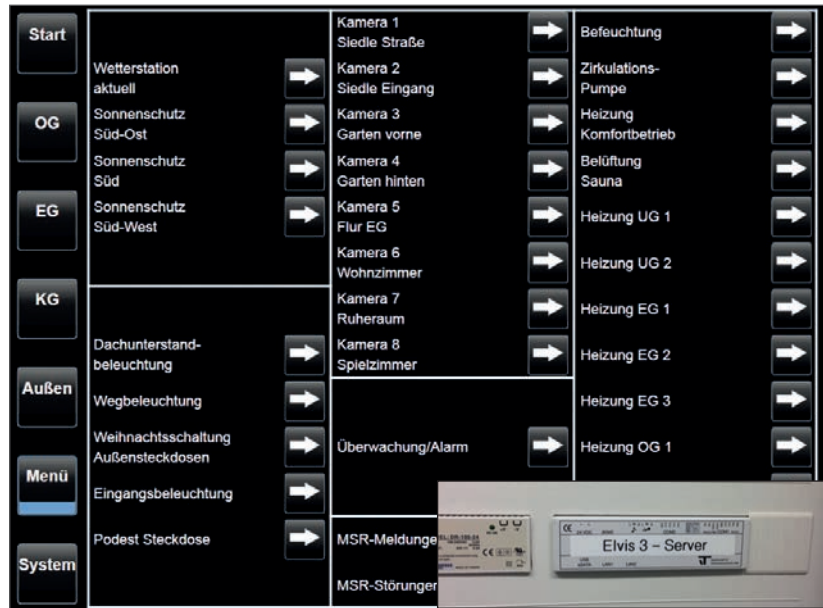 Start
OG
EG
KG
Außen
Menü
System
Wetterstation
aktuell
Sonnenschutz
Süd-Ost
Sonnenschutz
Süd
Sonnenschutz
Süd-West
Dachunterstand-
beleuchtung
Wegbeleuchtung
Weihnachtsschaltung
Außensteckdosen
Eingangsbeleuchtung
Podest Steckdose
Kamera 1
Siedle Straße
Kamera 2
Siedle Eingang
Kamera 3
Garten vorne
Kamera 4
Garten hinten
Kamera 5
Flur EG
Kamera 6
Wohnzimmer
Kamera 7
Ruheraum
Kamera 8
Spielzimmer
Überwachung/Alarm
MSR-Meldunge
MSR-Störunger
Befeuchtung
Zirkulations-
Pumpe
Heizung
Komfortbetrieb
Belüftung
Sauna
Heizung UG 1
Heizung UG 2
Heizung EG 1
Heizung EG 2
Heizung EG 3
Heizung OG 1
Elvis 3 – Server